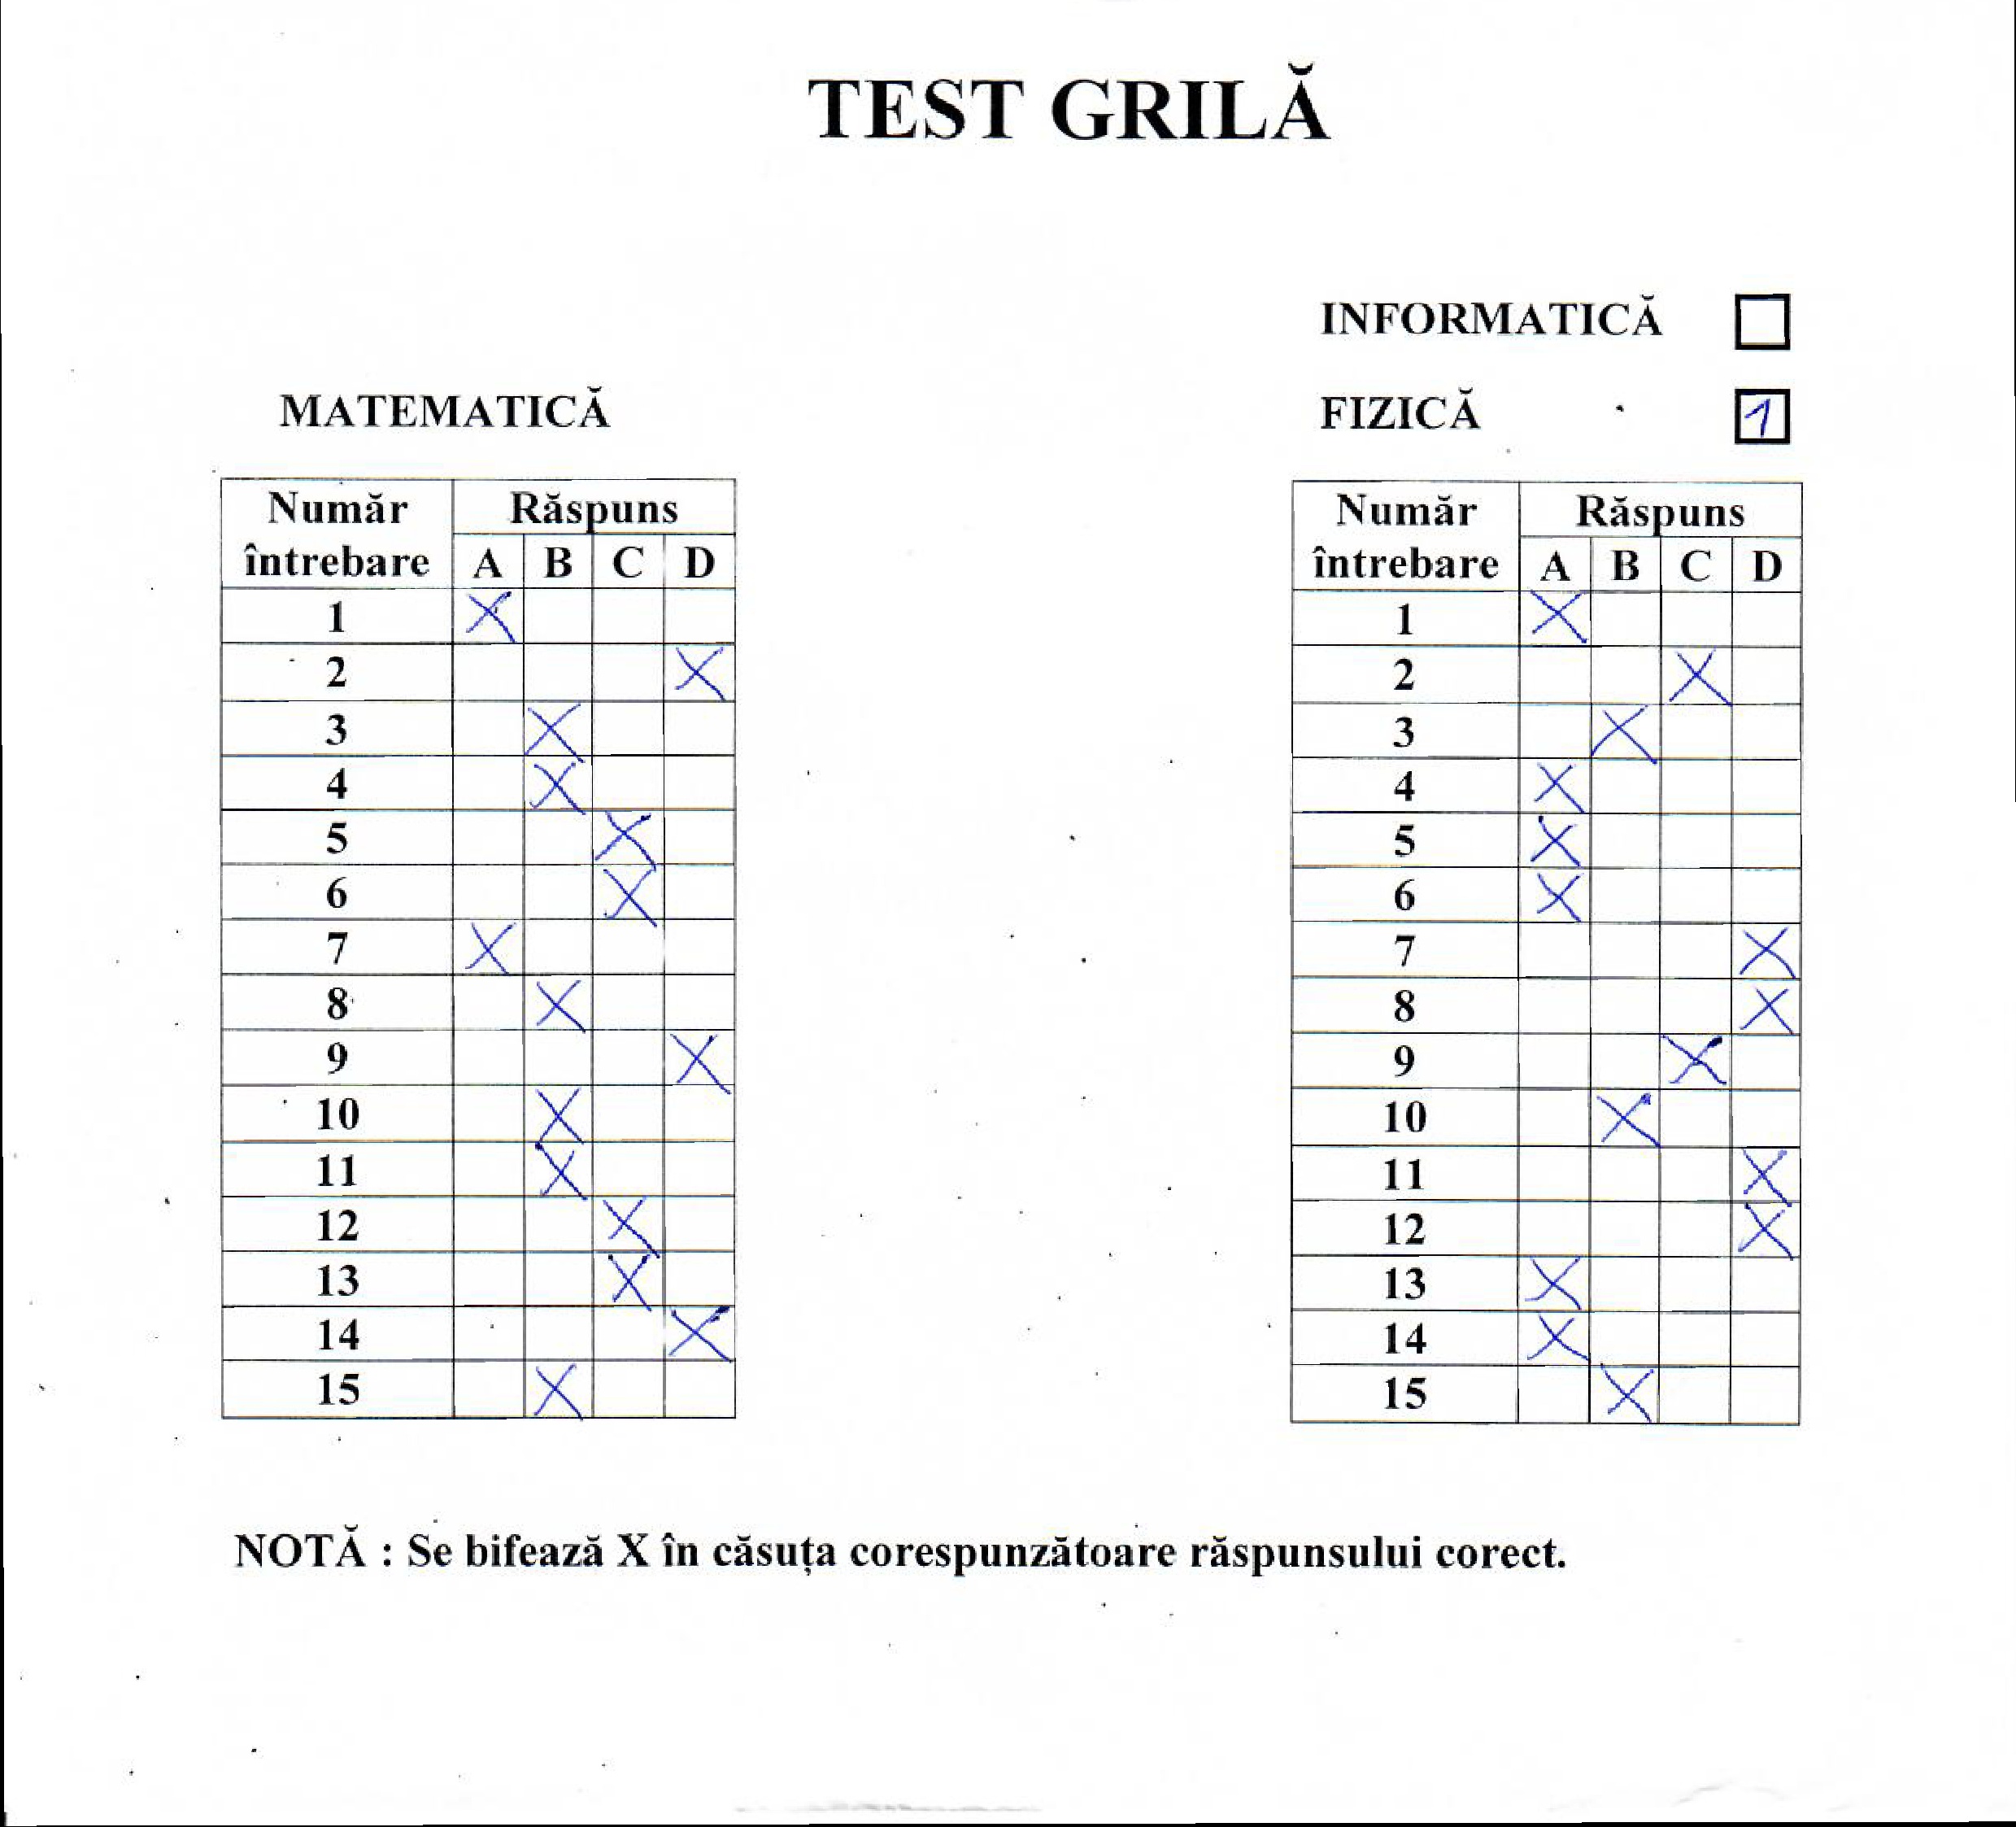 TEST GRILĂ
INFORMATICĂ
MATEMATICĂ
FIZICĂ 1
Număr întrebare Răspuns
A B C D
1 X
2 X
3 X
4 X
5 X
6 X
7 X
8 X
9 X
10 X
11 X
12 X
13 X
14 X
15 X
Număr întrebare Răspuns
A B C D
1 X
2 X
3 X
4 X
5 X
6 X
7 X
8 X
9 X
10 X
11 X
12 X
13 X
14 X
15 X
NOTĂ : Se bifează X în căsuța corespunzătoare răspunsului corect.